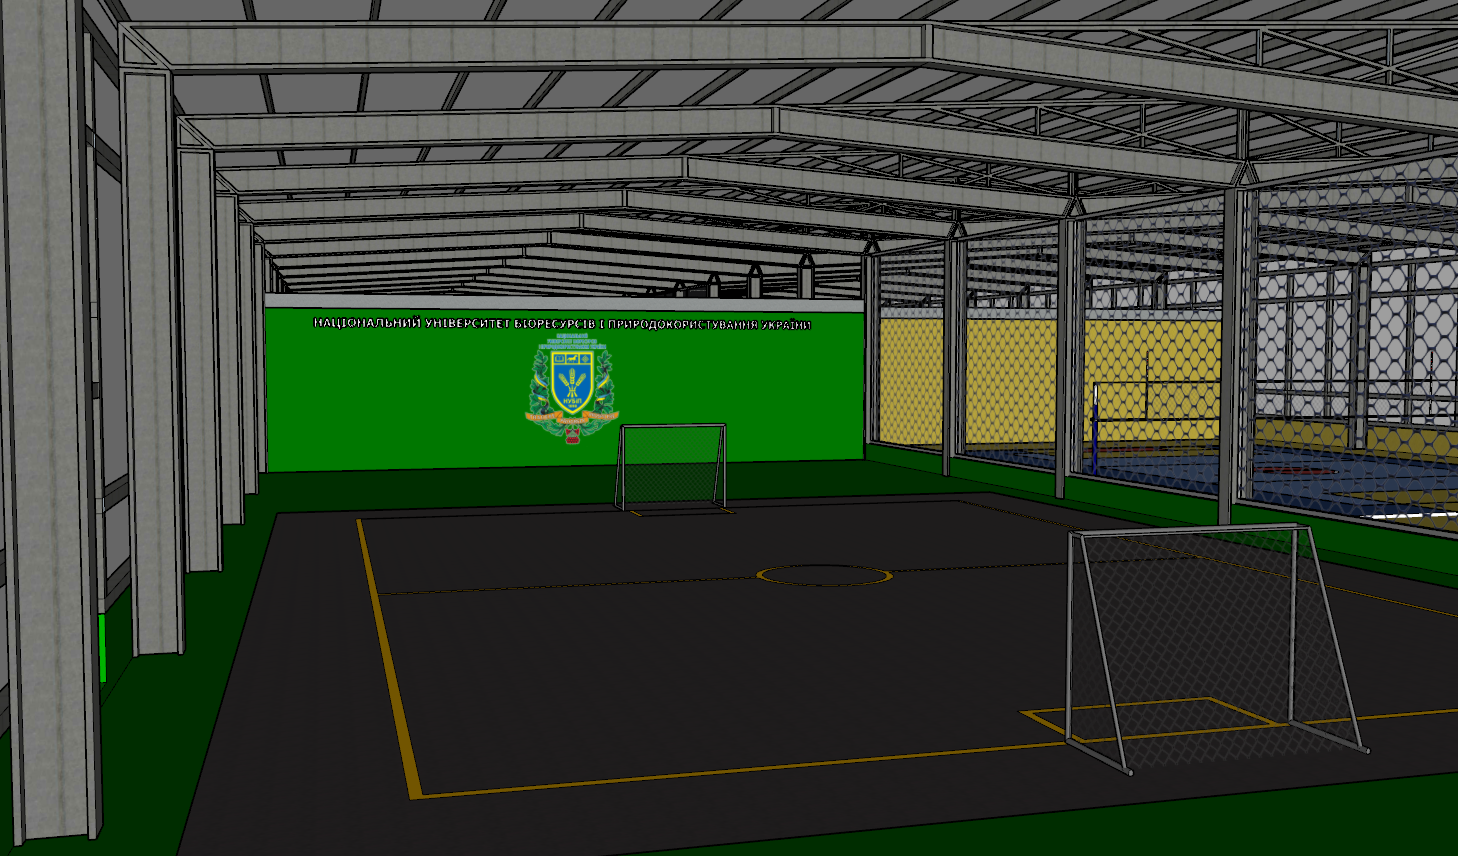 НАЦІОНАЛЬНИЙ УНІВЕРСИТЕТ БІОРЕСУРСІВ І ПРИРОДОКОРИСТУВАННЯ УКРАЇНИ
НУБіП